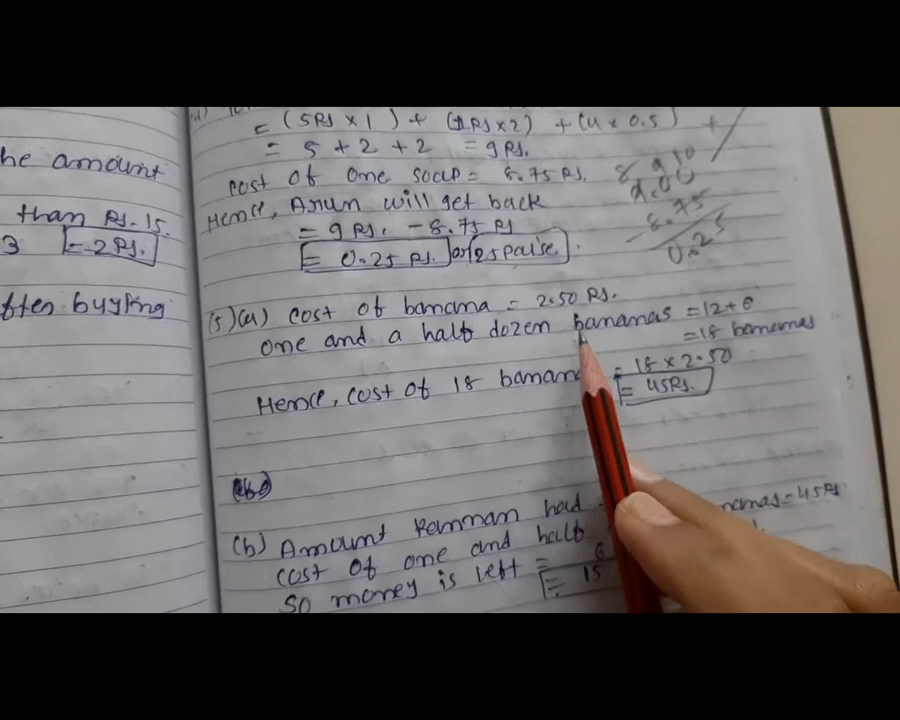 he amount
than Rs. 15.
3 = 2 Rs.
after buying
= (5Rs x 1) + (1Rs x 2) + (4 x 0.5)
= 5 + 2 + 2 = 9 Rs.
cost of one soap = 8.75 Rs.
Hence, Arun will get back
= 9 Rs. - 8.75 Rs
= 0.25 Rs. or 25 paise.
9.00
- 8.75
0.25
(5)(a) cost of banana = 2.50 Rs.
one and a half dozen bananas = 12 + 6
= 18 bananas
Hence, cost of 18 banana = 18 x 2.50
= 45 Rs.
(b) Amount Ramman had
cost of one and half nanas = 45 Rs
so money is left =
= 15